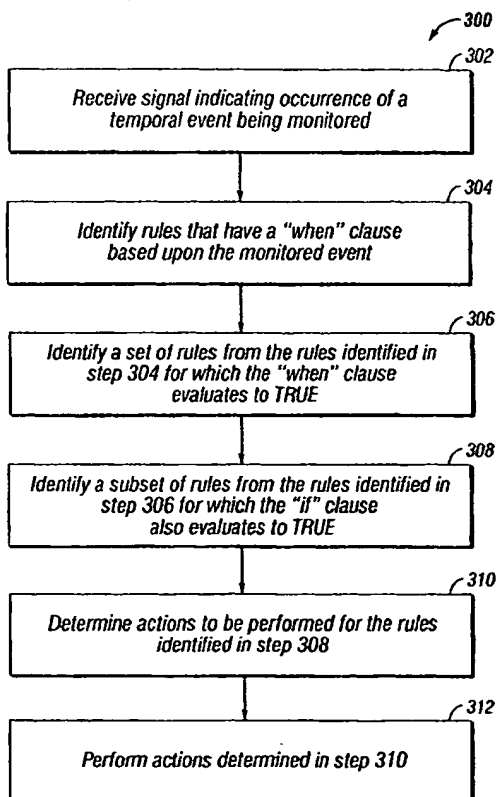 300
302
Receive signal indicating occurrence of a
temporal event being monitored
304
Identify rules that have a "when" clause
based upon the monitored event
306
Identify a set of rules from the rules identified in
step 304 for which the "when" clause
evaluates to TRUE
308
Identify a subset of rules from the rules identified in
step 306 for which the "if" clause
also evaluates to TRUE
310
Determine actions to be performed for the rules
identified in step 308
312
Perform actions determined in step 310